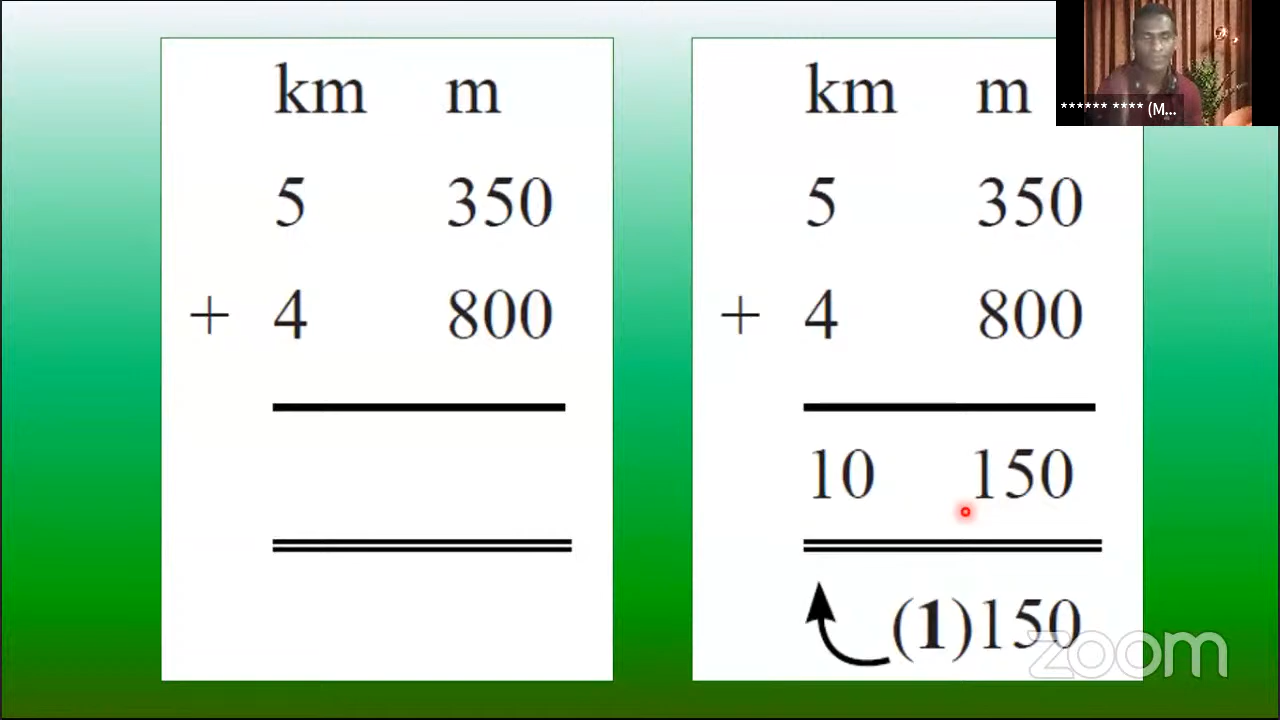 km m
5 350
+ 4 800
km m
5 350
+ 4 800
10 150
(1)150
****** **** (M...
zoom